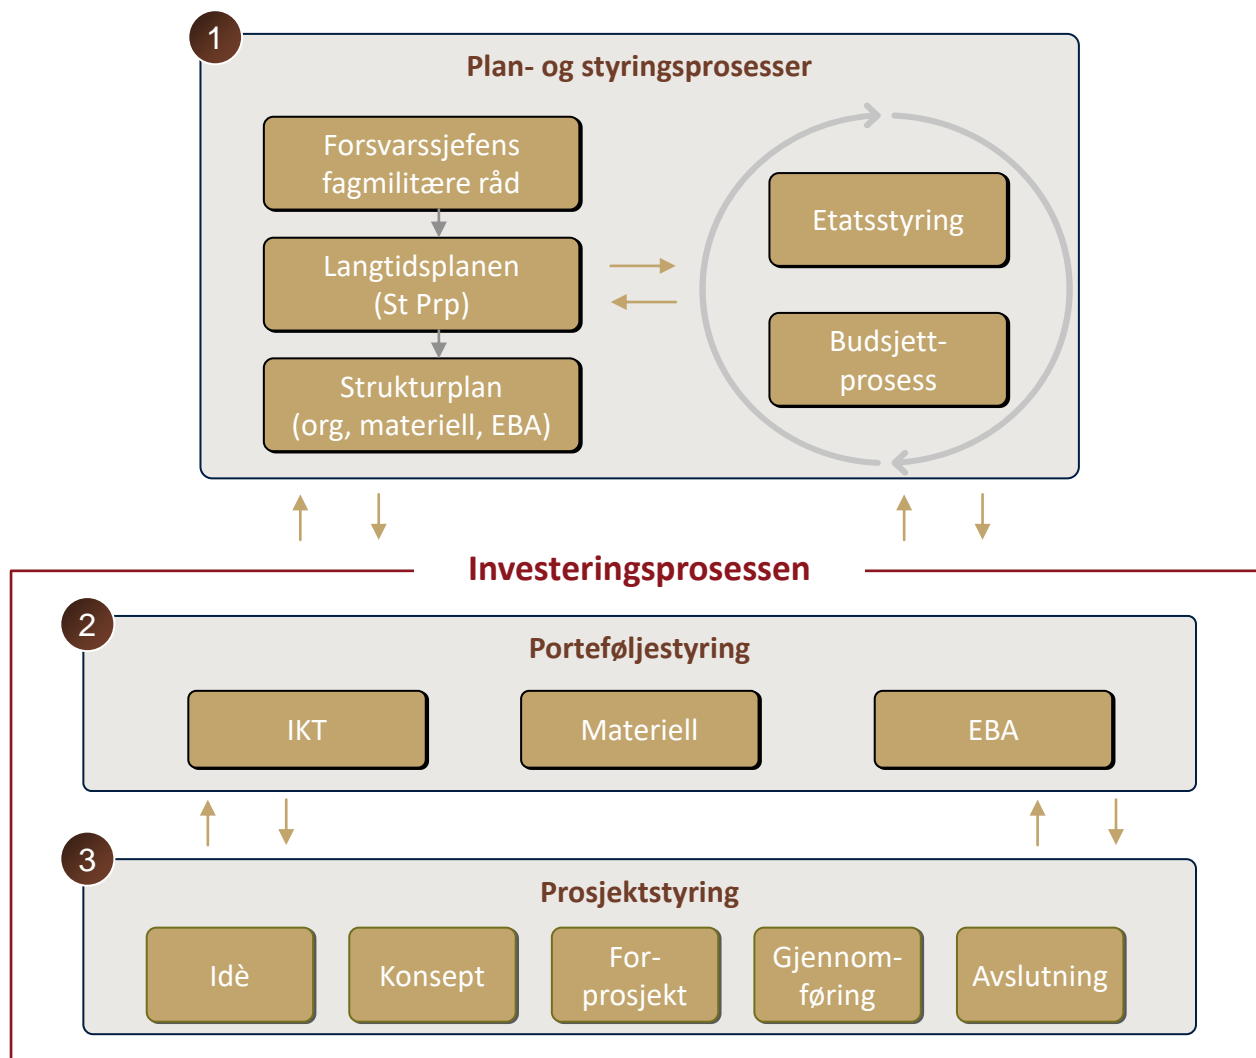 1
Plan- og styringsprosesser
Forsvarssjefens
fagmilitære råd
Langtidsplanen
(St Prp)
Strukturplan
(org, materiell, EBA)
Etatsstyring
Budsjett-
prosess
Investeringsprosessen
2
Porteføljestyring
IKT
Materiell
EBA
3
Prosjektstyring
Idè
Konsept
For-
prosjekt
Gjennom-
føring
Avslutning